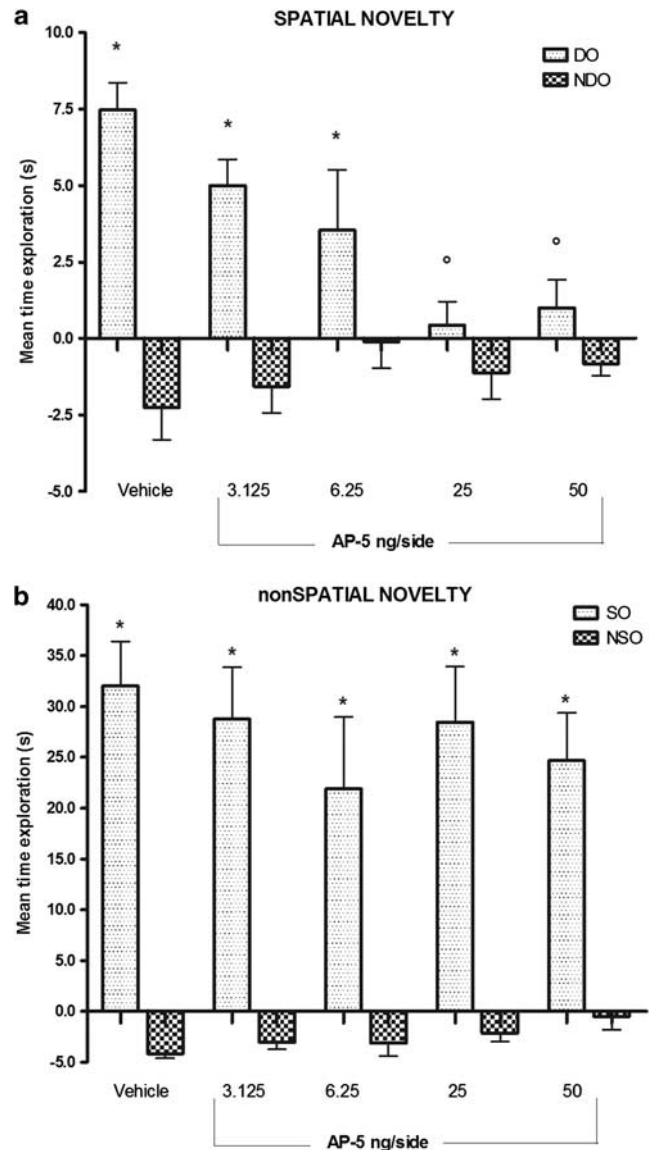 a
SPATIAL NOVELTY
DO
NDO
Mean time exploration (s)
10.0
7.5
5.0
2.5
0.0
-2.5
-5.0
* * * ° °
Vehicle 3.125 6.25 25 50
AP-5 ng/side
b
nonSPATIAL NOVELTY
SO
NSO
Mean time exploration (s)
40.0
35.0
30.0
25.0
20.0
15.0
10.0
5.0
0.0
-5.0
* * * * *
Vehicle 3.125 6.25 25 50
AP-5 ng/side